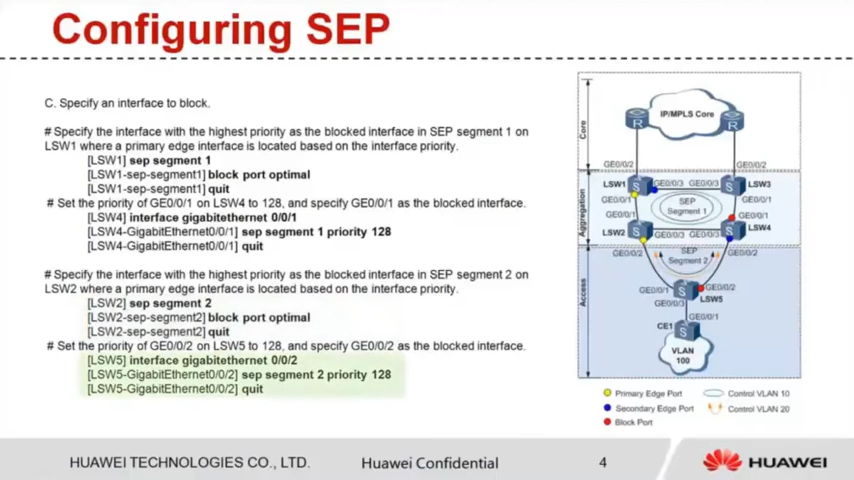 Configuring SEP
C. Specify an interface to block.
# Specify the interface with the highest priority as the blocked interface in SEP segment 1 on
LSW1 where a primary edge interface is located based on the interface priority.
[LSW1] sep segment 1
[LSW1-sep-segment1] block port optimal
[LSW1-sep-segment1] quit
# Set the priority of GE0/0/1 on LSW4 to 128, and specify GE0/0/1 as the blocked interface.
[LSW4] interface gigabitethernet 0/0/1
[LSW4-GigabitEthernet0/0/1] sep segment 1 priority 128
[LSW4-GigabitEthernet0/0/1] quit
# Specify the interface with the highest priority as the blocked interface in SEP segment 2 on
LSW2 where a primary edge interface is located based on the interface priority.
[LSW2] sep segment 2
[LSW2-sep-segment2] block port optimal
[LSW2-sep-segment2] quit
# Set the priority of GE0/0/2 on LSW5 to 128, and specify GE0/0/2 as the blocked interface.
[LSW5] interface gigabitethernet 0/0/2
[LSW5-GigabitEthernet0/0/2] sep segment 2 priority 128
[LSW5-GigabitEthernet0/0/2] quit
Core
IP/MPLS Core
R
R
GE0/0/2
GE0/0/2
Aggregation
LSW1
S
GE0/0/3
GE0/0/3
S
LSW3
GE0/0/1
GE0/0/1
SEP
Segment 1
GE0/0/1
GE0/0/1
LSW2
S
GE0/0/3
GE0/0/3
S
LSW4
GE0/0/2
SEP
Segment 2
GE0/0/2
Access
GE0/0/1
S
GE0/0/2
GE0/0/3
LSW5
GE0/0/1
CE1
S
VLAN
100
Primary Edge Port
Control VLAN 10
Secondary Edge Port
Control VLAN 20
Block Port
HUAWEI TECHNOLOGIES CO., LTD.
Huawei Confidential
4
HUAWEI